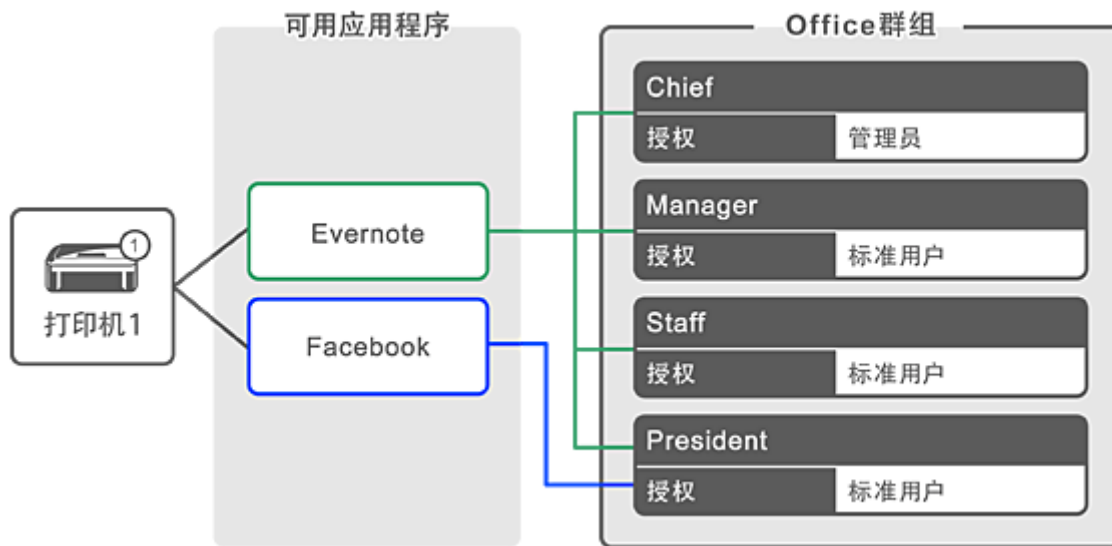 可用应用程序
Office群组
Chief
授权 管理员
Manager
授权 标准用户
Evernote
1
打印机1
Facebook
Staff
授权 标准用户
President
授权 标准用户